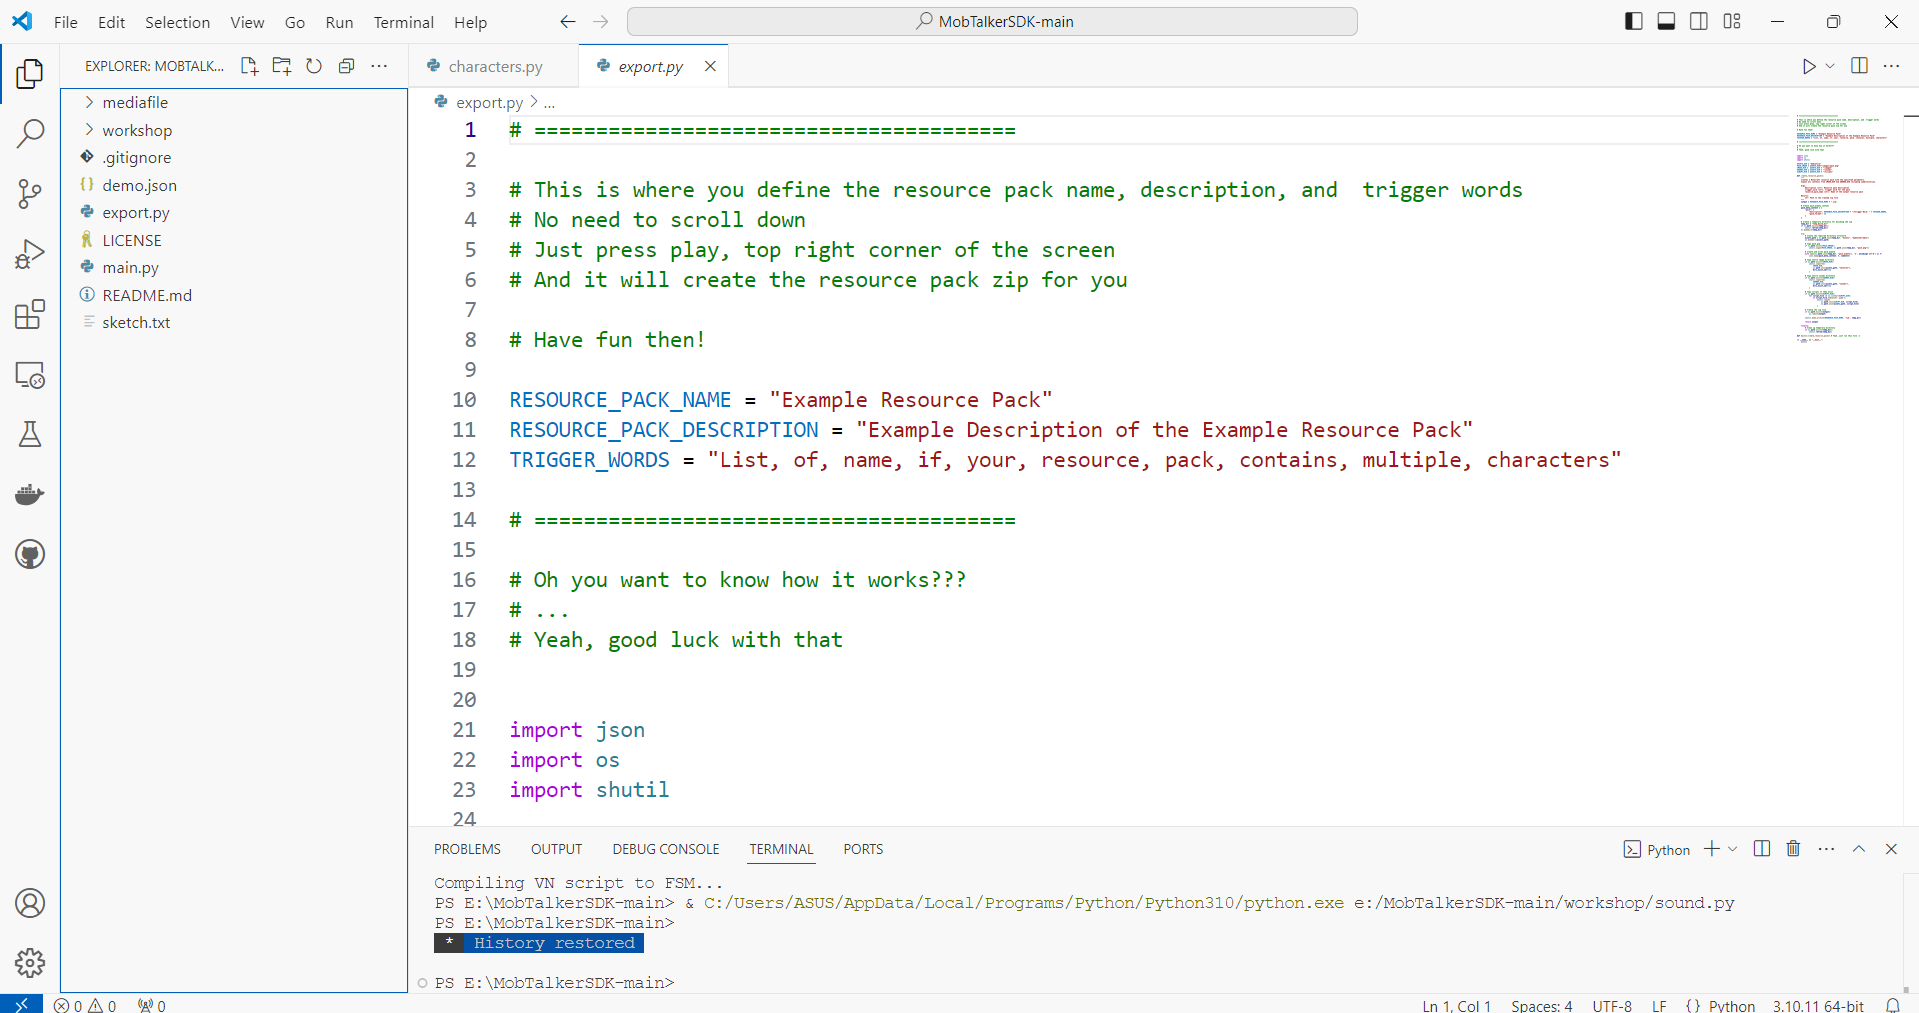 File Edit Selection View Go Run Terminal Help
MobTalkerSDK-main
EXPLORER: MOBTALK...
characters.py
export.py
mediafile
workshop
.gitignore
demo.json
export.py
LICENSE
main.py
README.md
sketch.txt
export.py > ...
1 # =======================================
2
3 # This is where you define the resource pack name, description, and  trigger words
4 # No need to scroll down
5 # Just press play, top right corner of the screen
6 # And it will create the resource pack zip for you
7
8 # Have fun then!
9
10 RESOURCE_PACK_NAME = "Example Resource Pack"
11 RESOURCE_PACK_DESCRIPTION = "Example Description of the Example Resource Pack"
12 TRIGGER_WORDS = "List, of, name, if, your, resource, pack, contains, multiple, characters"
13
14 # =======================================
15
16 # Oh you want to know how it works???
17 # ...
18 # Yeah, good luck with that
19
20
21 import json
22 import os
23 import shutil
24
PROBLEMS OUTPUT DEBUG CONSOLE TERMINAL PORTS
Python
Compiling VN script to FSM...
PS E:\MobTalkerSDK-main> & C:/Users/ASUS/AppData/Local/Programs/Python/Python310/python.exe e:/MobTalkerSDK-main/workshop/sound.py
PS E:\MobTalkerSDK-main>
* History restored
PS E:\MobTalkerSDK-main>
0 0 0
Ln 1, Col 1 Spaces: 4 UTF-8 LF {} Python 3.10.11 64-bit